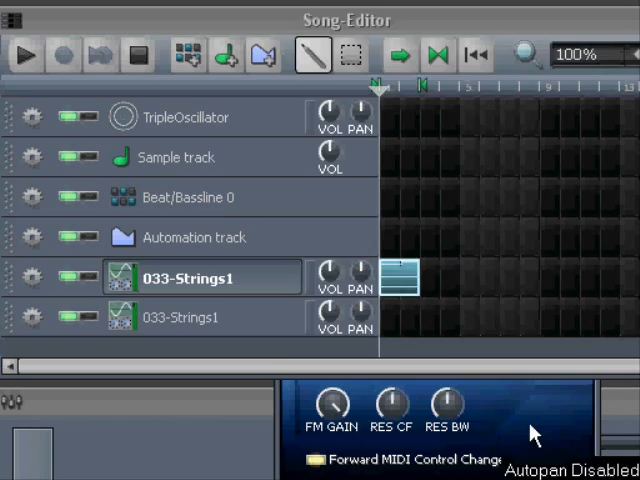 Song-Editor
100%
5 9 13
TripleOscillator
VOL PAN
Sample track
VOL
Beat/Bassline 0
Automation track
033-Strings1
VOL PAN
033-Strings1
VOL PAN
FM GAIN RES CF RES BW
Forward MIDI Control Change
Autopan Disabled